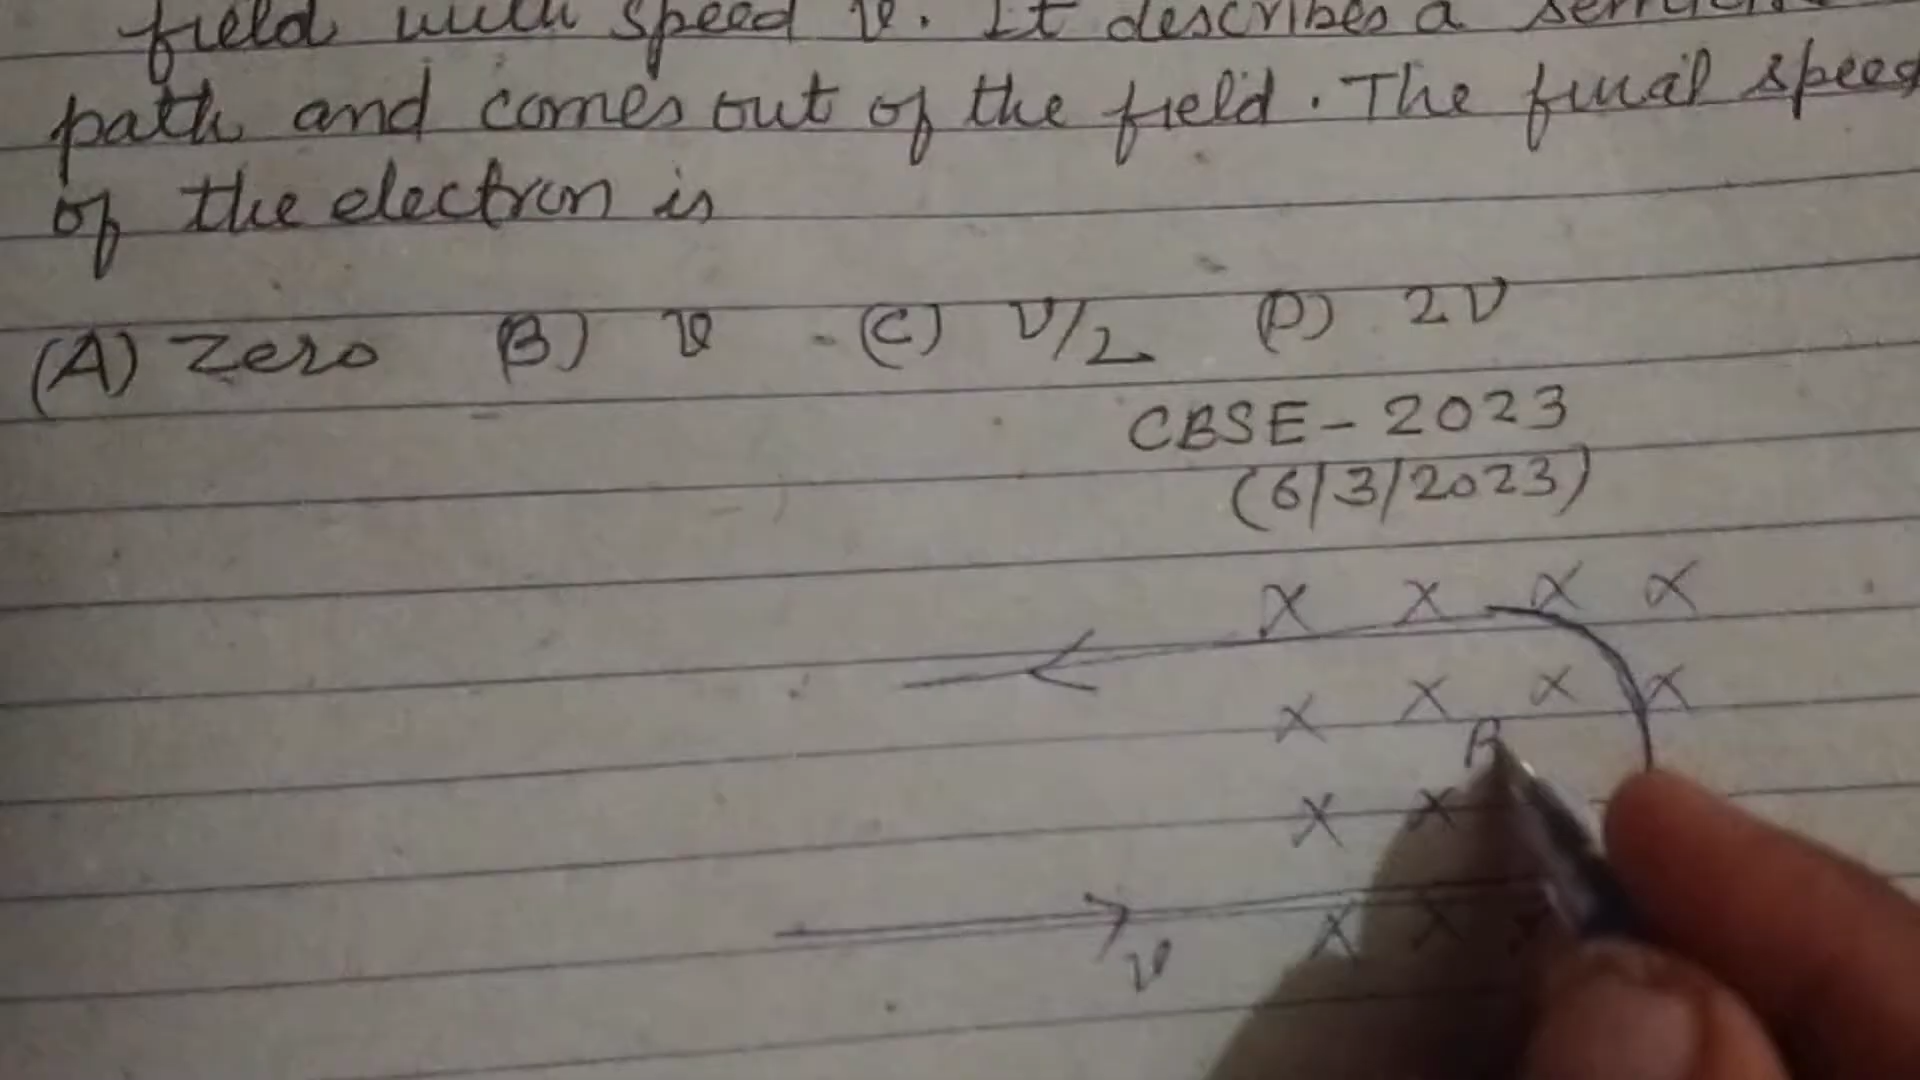 field with speed v. It describes a
path and comes out of the field. The final speed
of the electron is
(A) Zero (B) v (C) v/2 (D) 2v
CBSE - 2023
(6/3/2023)
x x x x
x x x x
B
x x
v x x